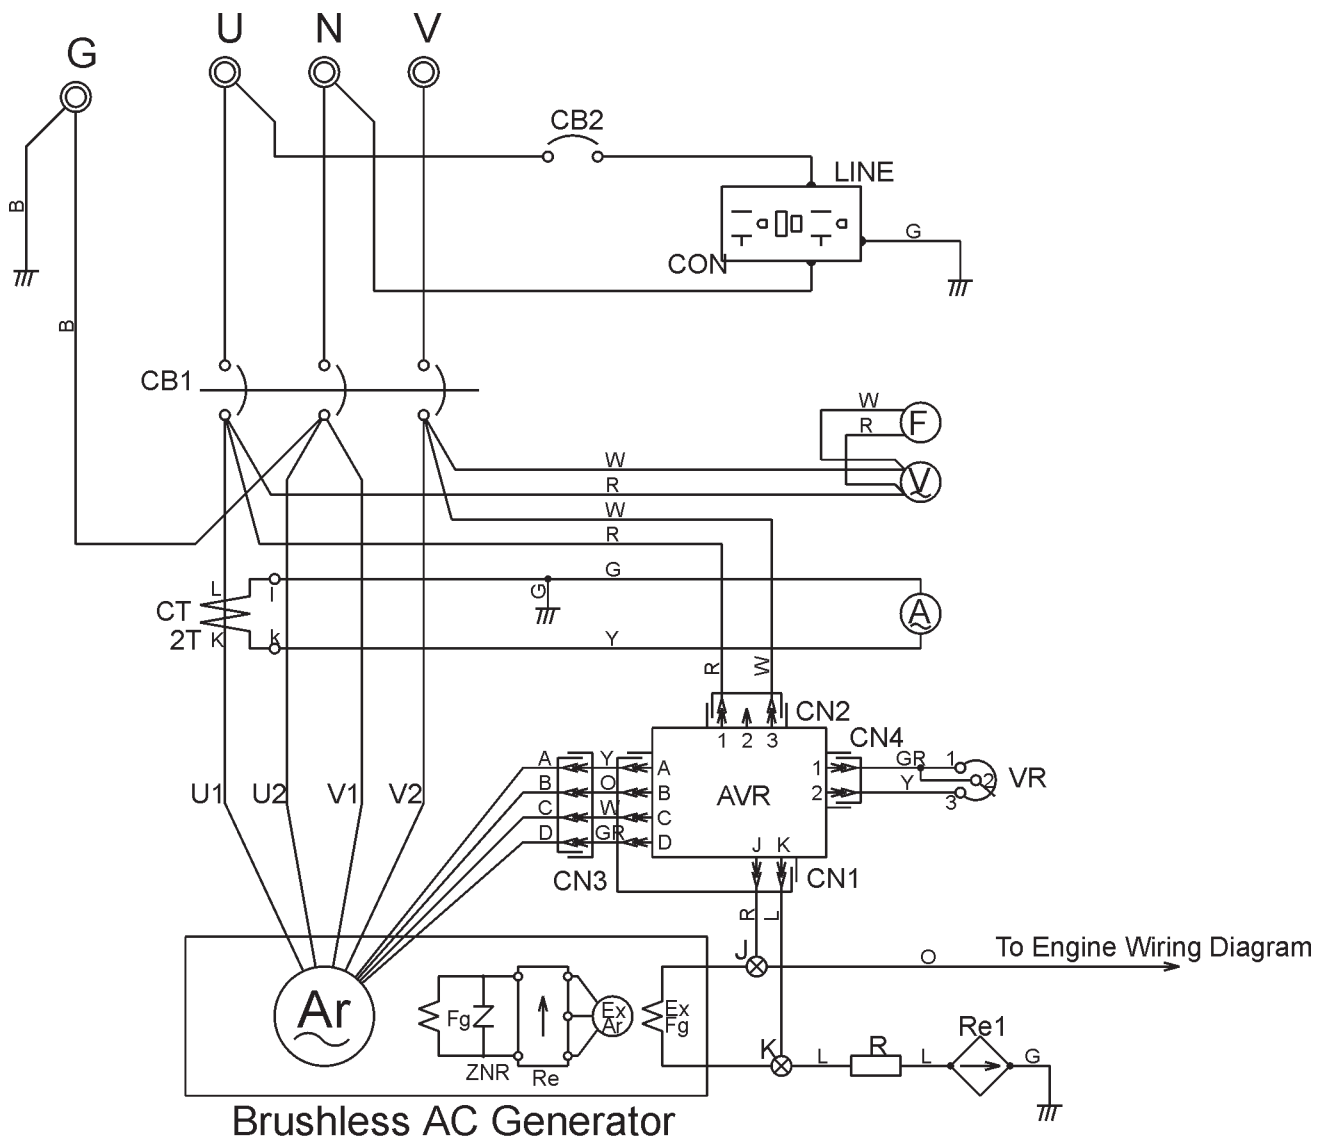 G U N V
CB2
LINE
B
G
CON
B
CB1
W
R
F
W
R
V
W
R
L
l
G
G
CT
A
2T K
k
Y
R
W
CN2
1 2 3
CN4
A Y A
1
GR
1
B O B
AVR
2
Y
2
VR
C W C
3
D GR D
J K
U1 U2 V1 V2
CN3
CN1
R
L
J
O
To Engine Wiring Diagram
Ar
Fg
Ex
Ar
Ex
Fg
Re1
K
L
R
L
G
ZNR
Re
Brushless AC Generator